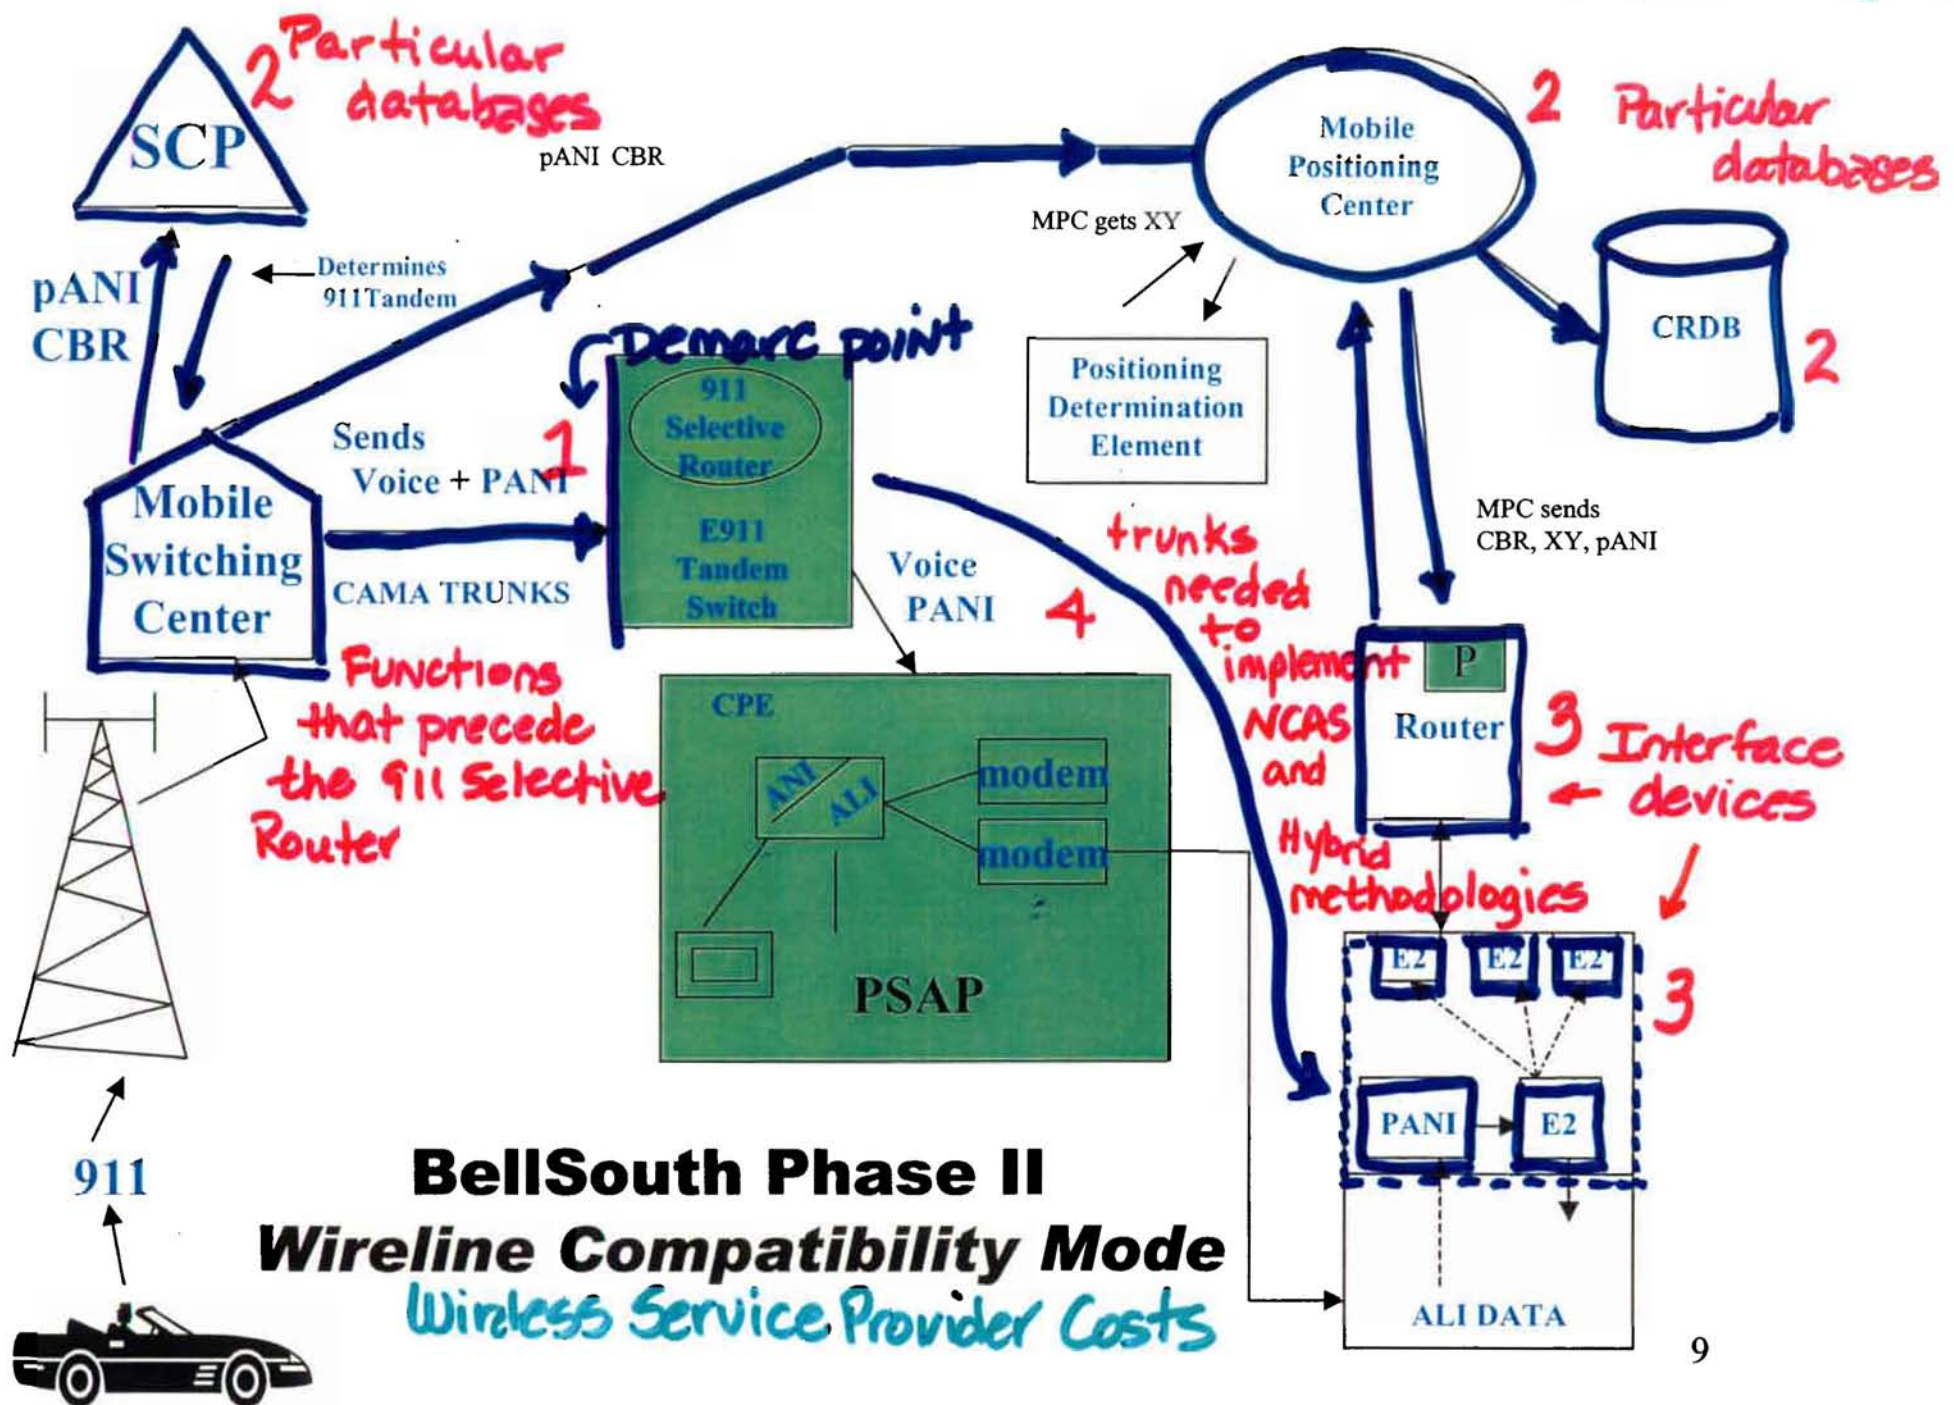 2 Particular
databases
SCP
pANI CBR
pANI
CBR
Determines
911Tandem
Mobile
Positioning
Center
2 Particular
databases
MPC gets XY
CRDB
2
Positioning
Determination
Element
Demarc point
1
911
Selective
Router
E911
Tandem
Switch
Sends
Voice + PANI
CAMA TRUNKS
Mobile
Switching
Center
Functions
that precede
the 911 Selective
Router
Voice
PANI
4
trunks
needed
to
implement
NCAS
and
Hybrid
methodologies
MPC sends
CBR, XY, pANI
P
Router
3 Interface
← devices
CPE
ANI
ALI
modem
modem
PSAP
E2
E2
E2
3
PANI
E2
ALI DATA
911
BellSouth Phase II
Wireline Compatibility Mode
Wireless Service Provider Costs
9